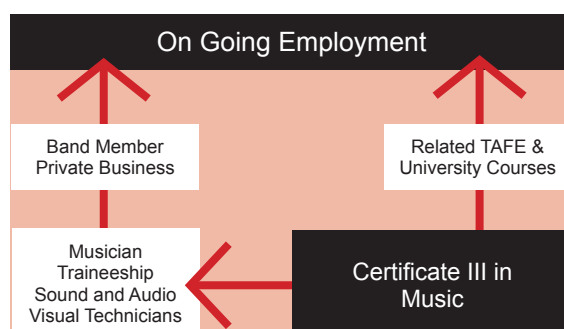 On Going Employment
Band Member
Private Business
Related TAFE &
University Courses
Musician
Traineeship
Sound and Audio
Visual Technicians
Certificate III in
Music